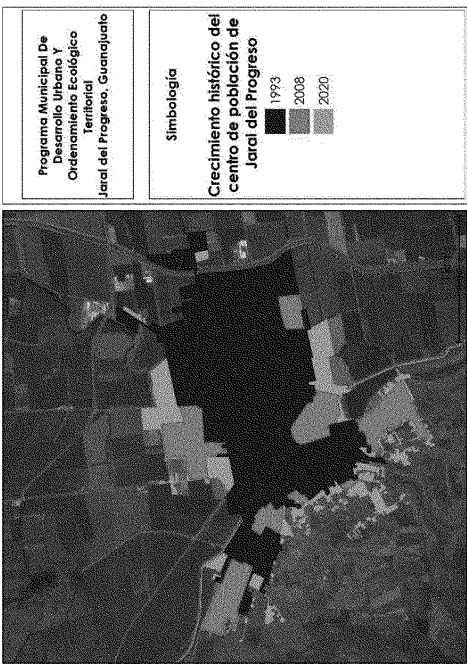 Programa Municipal De
Desarrollo Urbano Y
Ordenamiento Ecológico
Territorial
Jaral del Progreso, Guanajuato
Simbología
Crecimiento histórico del
centro de población de
Jaral del Progreso
1993
2008
2020